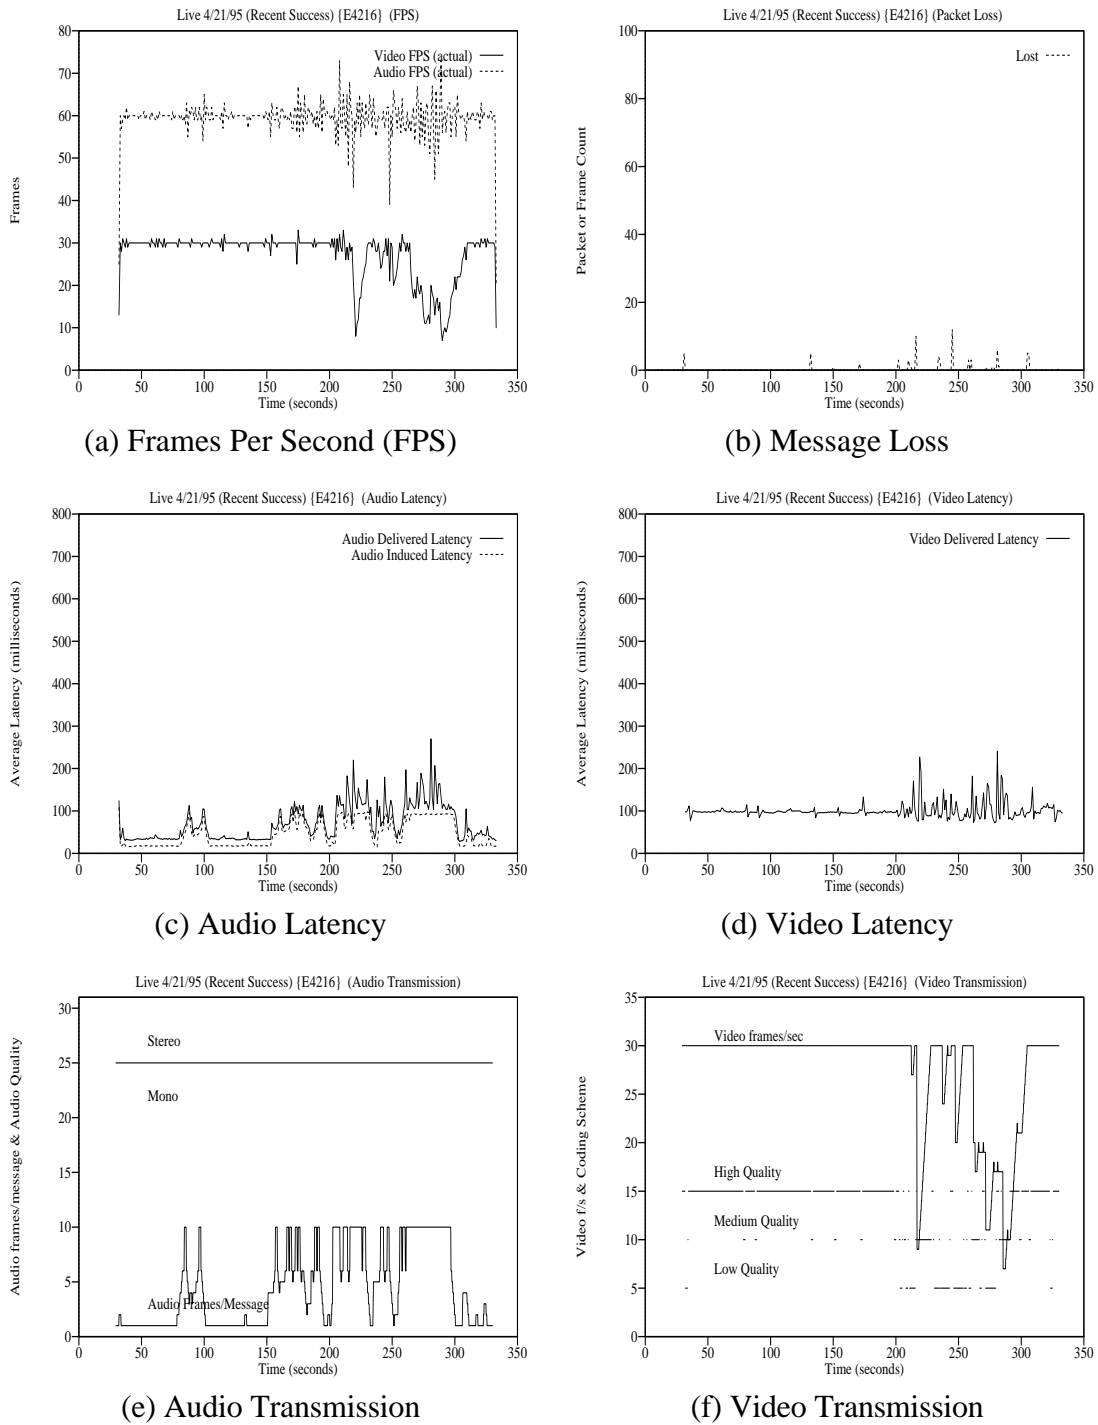 Live 4/21/95 (Recent Success) {E4216} (FPS)
80
70
60
50
40
30
20
10
0
Frames
Video FPS (actual)
Audio FPS (actual)
0 50 100 150 200 250 300 350
Time (seconds)
(a) Frames Per Second (FPS)
Live 4/21/95 (Recent Success) {E4216} (Packet Loss)
100
80
60
40
20
0
Packet or Frame Count
Lost
0 50 100 150 200 250 300 350
Time (seconds)
(b) Message Loss
Live 4/21/95 (Recent Success) {E4216} (Audio Latency)
800
700
600
500
400
300
200
100
0
Average Latency (milliseconds)
Audio Delivered Latency
Audio Induced Latency
0 50 100 150 200 250 300 350
Time (seconds)
(c) Audio Latency
Live 4/21/95 (Recent Success) {E4216} (Video Latency)
800
700
600
500
400
300
200
100
0
Average Latency (milliseconds)
Video Delivered Latency
0 50 100 150 200 250 300 350
Time (seconds)
(d) Video Latency
Live 4/21/95 (Recent Success) {E4216} (Audio Transmission)
30
25
20
15
10
5
0
Audio frames/message & Audio Quality
Stereo
Mono
Audio Frames/Message
0 50 100 150 200 250 300 350
Time (seconds)
(e) Audio Transmission
Live 4/21/95 (Recent Success) {E4216} (Video Transmission)
35
30
25
20
15
10
5
0
Video f/s & Coding Scheme
Video frames/sec
High Quality
Medium Quality
Low Quality
0 50 100 150 200 250 300 350
Time (seconds)
(f) Video Transmission